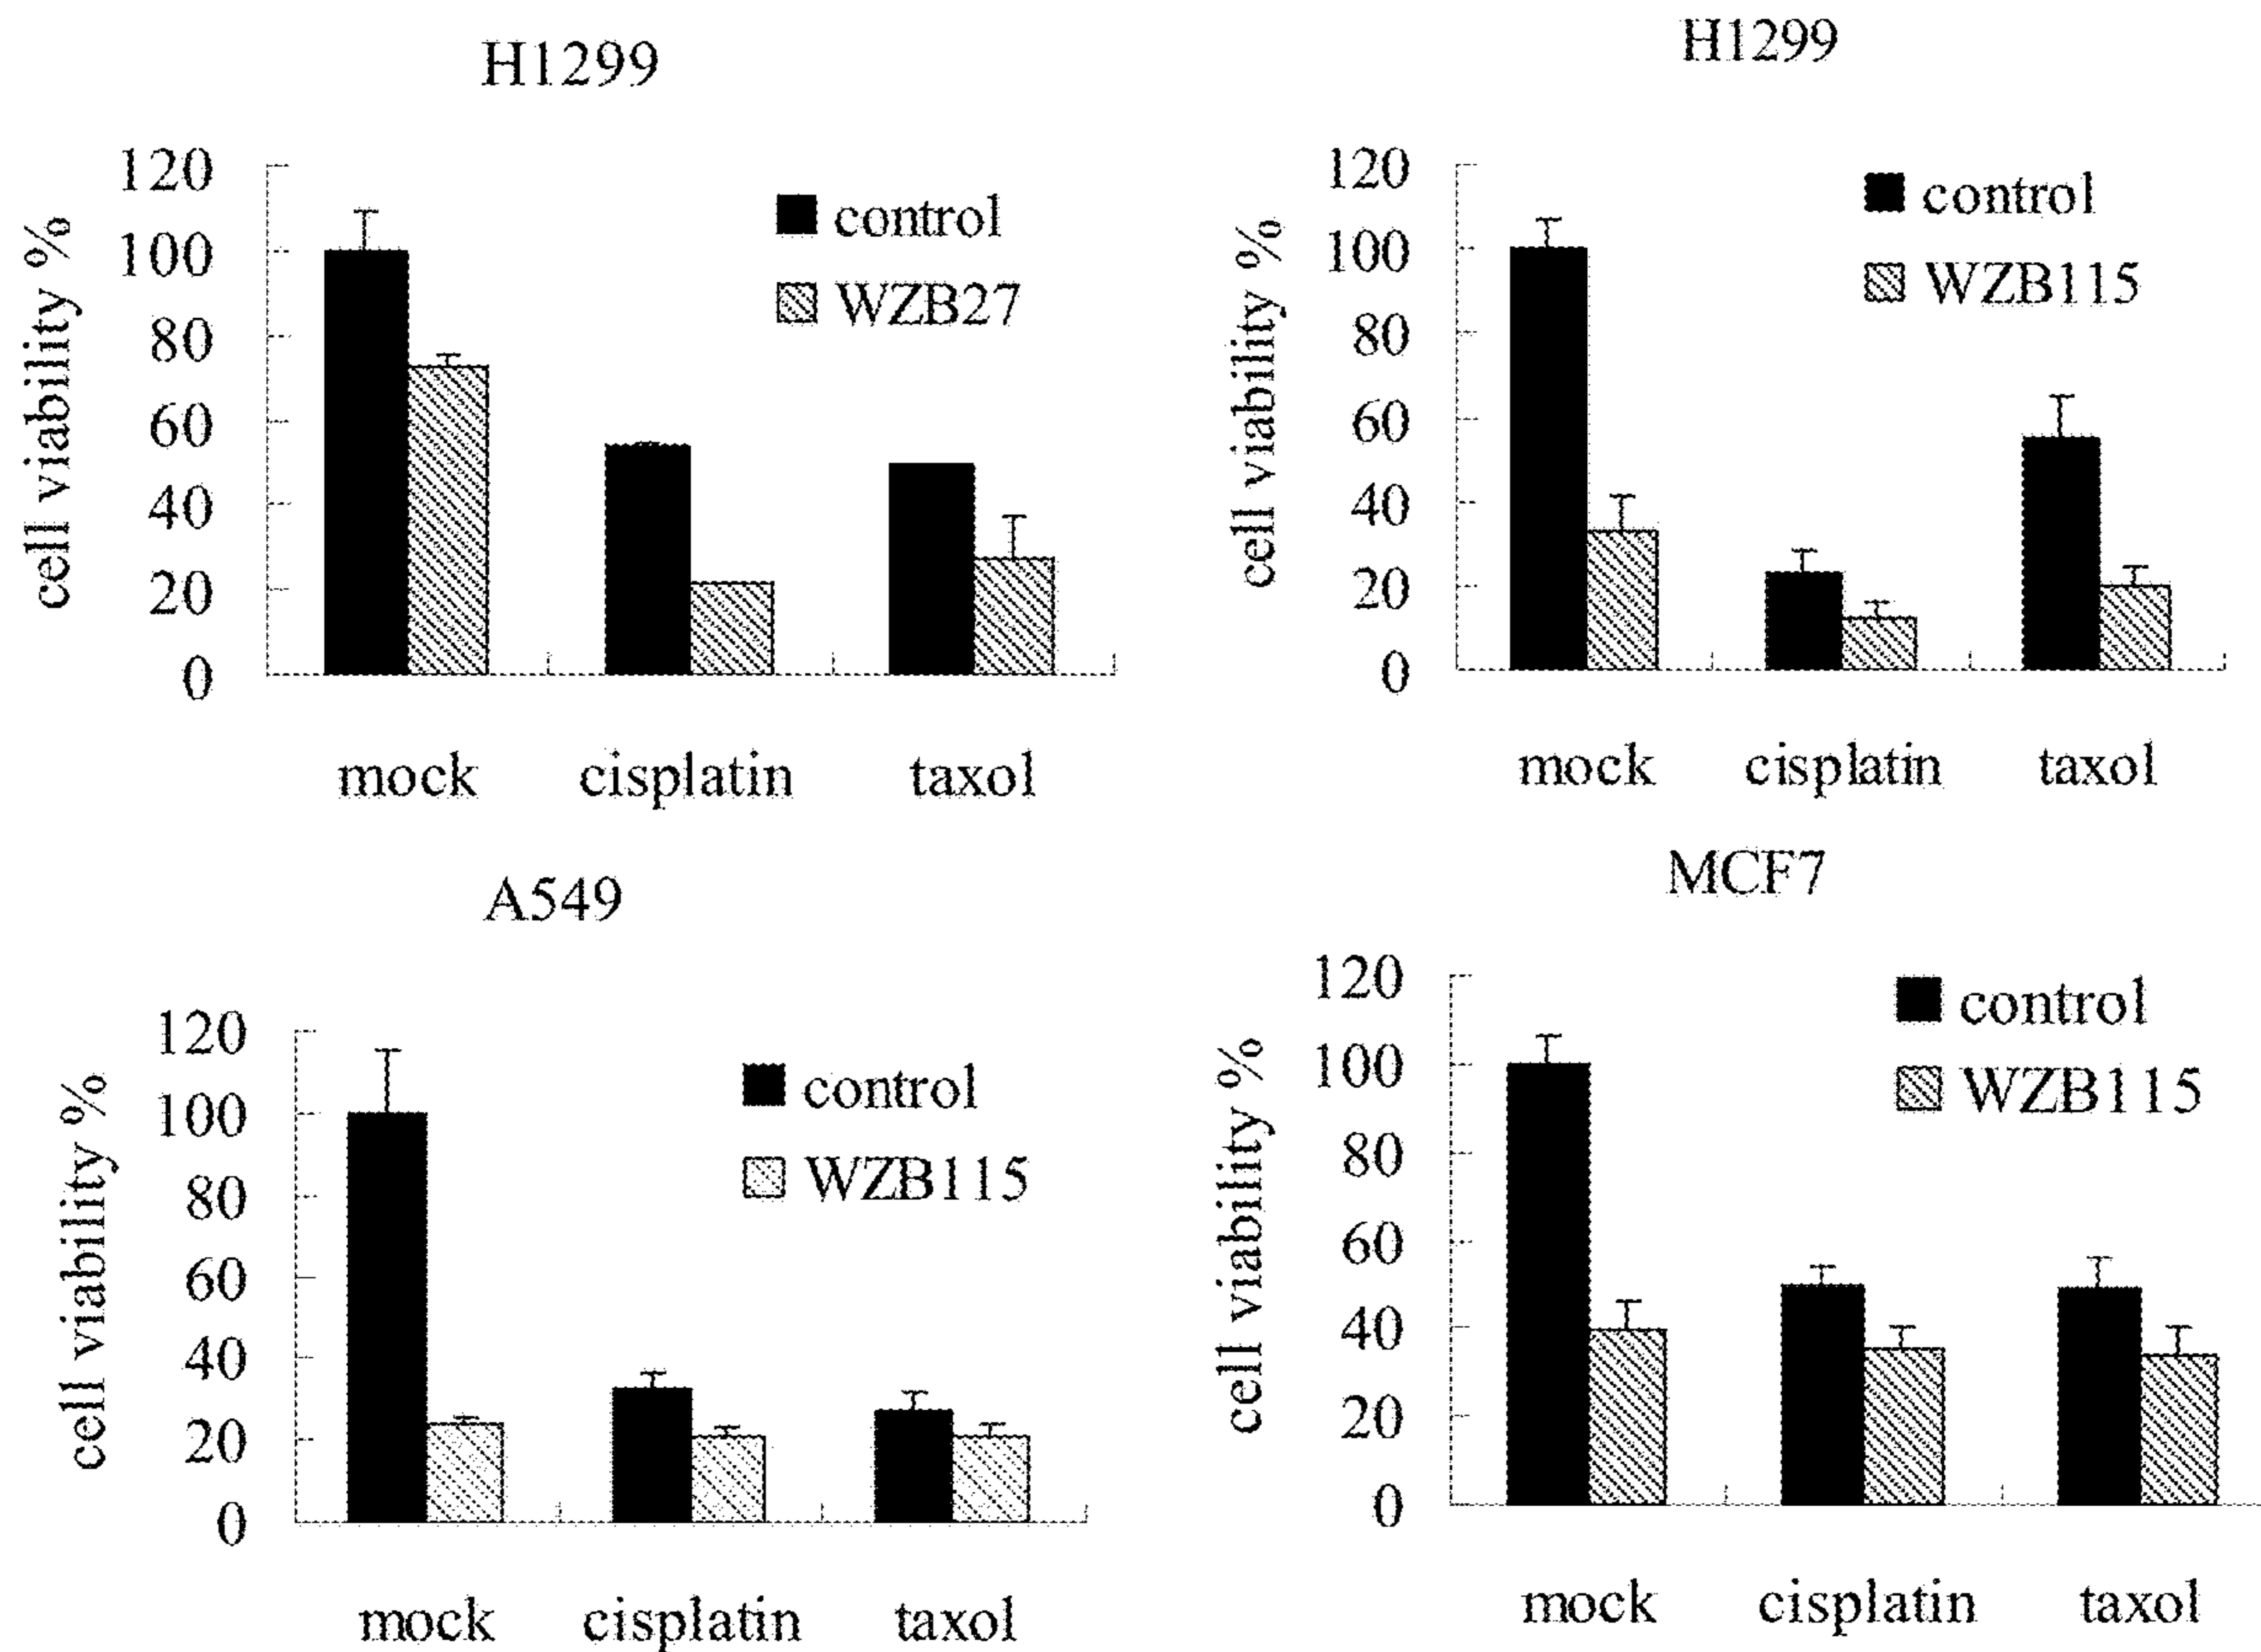 H1299
cell viability %
120
100
80
60
40
20
0
control
WZB27
mock cisplatin taxol
H1299
cell viability %
120
100
80
60
40
20
0
control
WZB115
mock cisplatin taxol
A549
cell viability %
120
100
80
60
40
20
0
control
WZB115
mock cisplatin taxol
MCF7
cell viability %
120
100
80
60
40
20
0
control
WZB115
mock cisplatin taxol